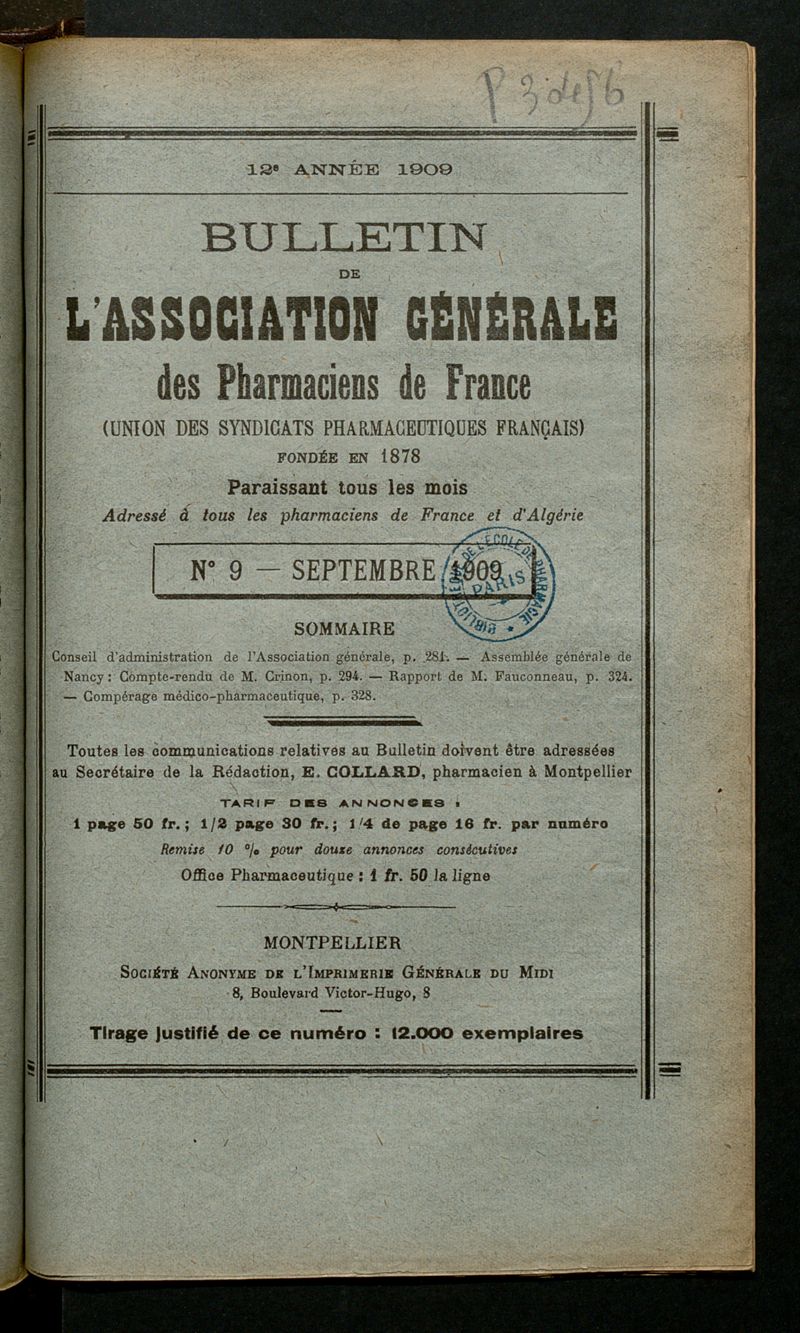 12e ANNÉE 1909
BULLETIN
DE
L'ASSOCIATION GÉNÉRALE
des Pharmaciens de France
(UNION DES SYNDICATS PHARMACEUTIQUES FRANÇAIS)
FONDÉE EN 1878
Paraissant tous les mois
Adressé à tous les pharmaciens de France et d'Algérie
N° 9 — SEPTEMBRE 1909
SOMMAIRE
Conseil d'administration de l'Association générale, p. 281. — Assemblée générale de
Nancy : Compte-rendu de M. Crinon, p. 294. — Rapport de M. Fauconneau, p. 324.
— Compérage médico-pharmaceutique, p. 328.
Toutes les communications relatives au Bulletin doivent être adressées
au Secrétaire de la Rédaction, E. COLLARD, pharmacien à Montpellier
TARIF DES ANNONCES :
1 page 50 fr. ; 1/2 page 30 fr. ; 1/4 de page 16 fr. par numéro
Remise 10 % pour douze annonces consécutives
Office Pharmaceutique : 1 fr. 50 la ligne
MONTPELLIER
SOCIÉTÉ ANONYME DE L'IMPRIMERIE GÉNÉRALE DU MIDI
8, Boulevard Victor-Hugo, 8
Tirage justifié de ce numéro : 12.000 exemplaires